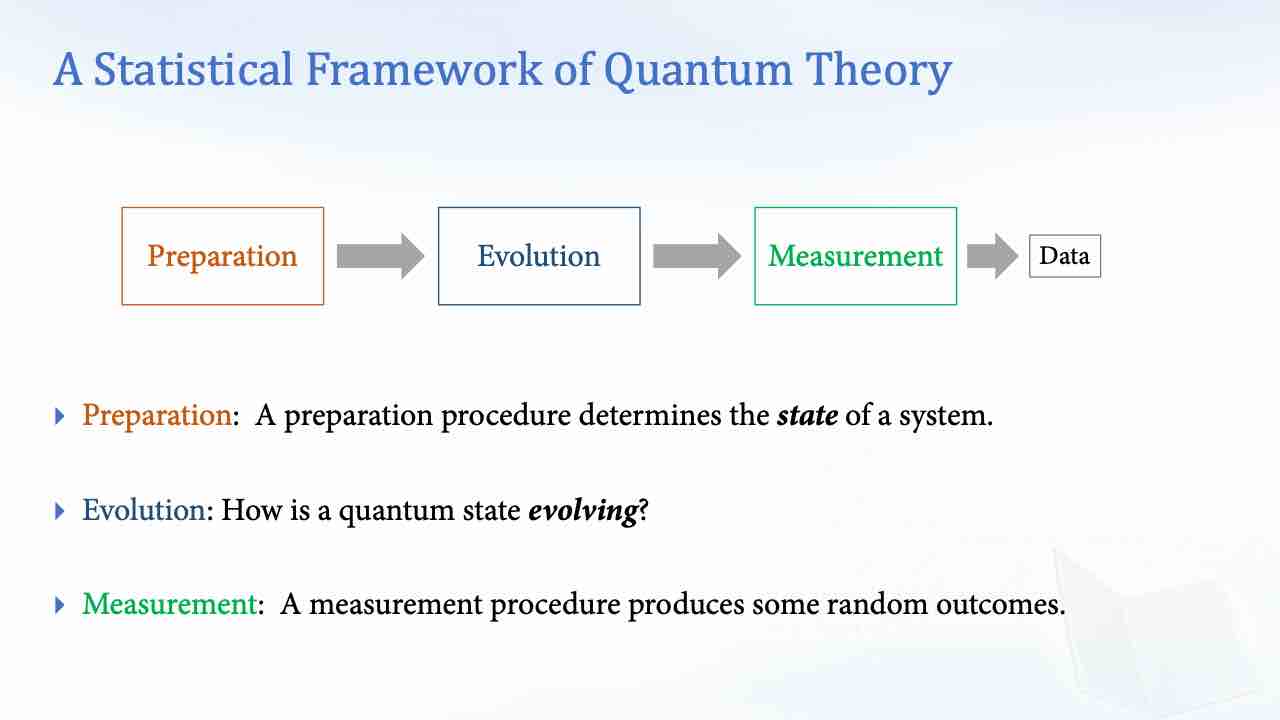 A Statistical Framework of Quantum Theory
Preparation
Evolution
Measurement
Data
Preparation: A preparation procedure determines the state of a system.
Evolution: How is a quantum state evolving?
Measurement: A measurement procedure produces some random outcomes.